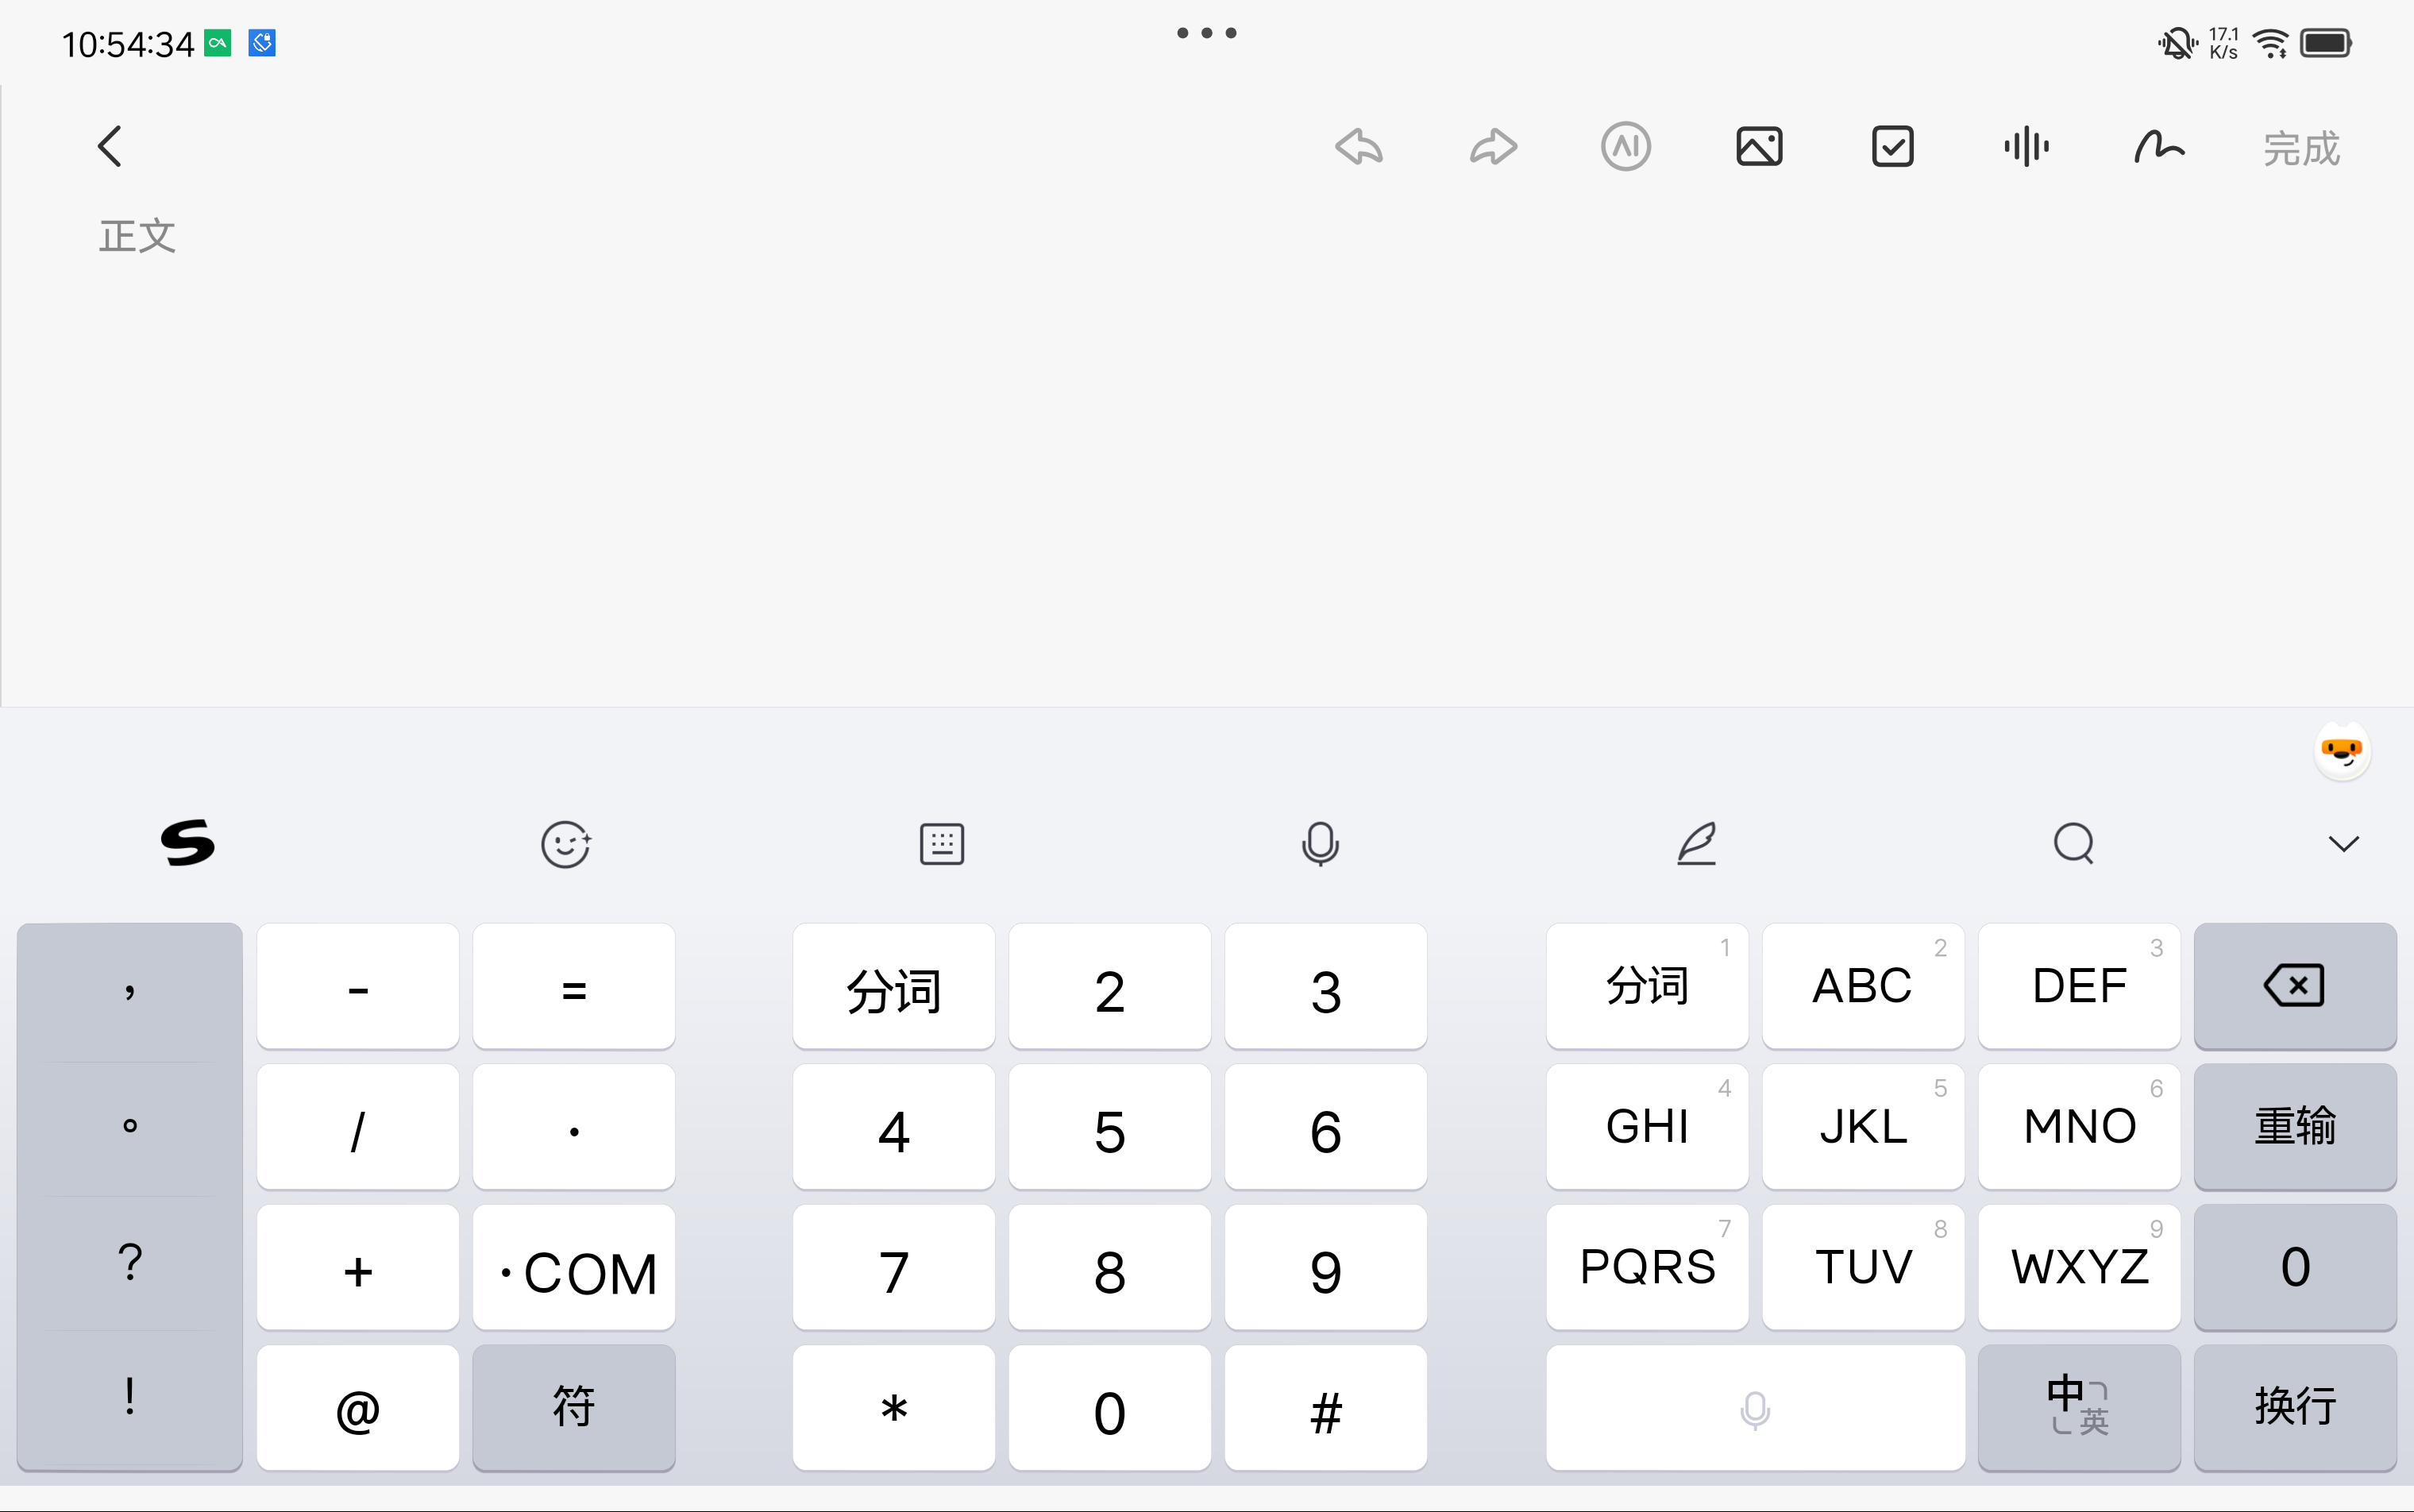 10:54:34 17.1 K/s
完成
正文
， - = 分词 2 3 分词 1 ABC 2 DEF 3
。 / · 4 5 6 GHI 4 JKL 5 MNO 6 重输
？ + ·COM 7 8 9 PQRS 7 TUV 8 WXYZ 9 0
！ @ 符 * 0 # 中 英 换行